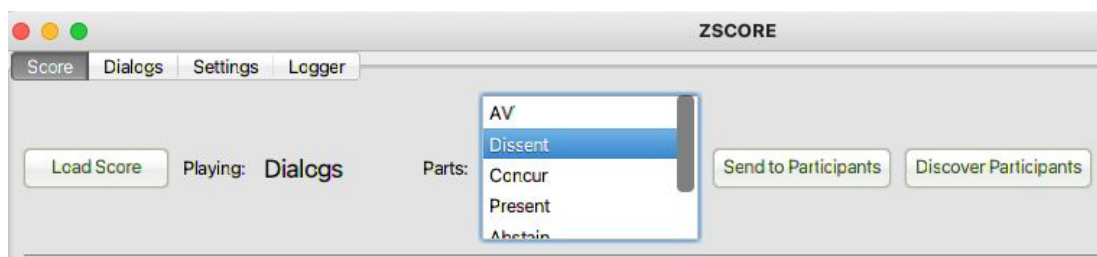 ZSCORE
Score Dialogs Settings Logger
AV
Dissent
Load Score Playing: Dialogs Parts: Concur Send to Participants Discover Participants
Present
Abstain